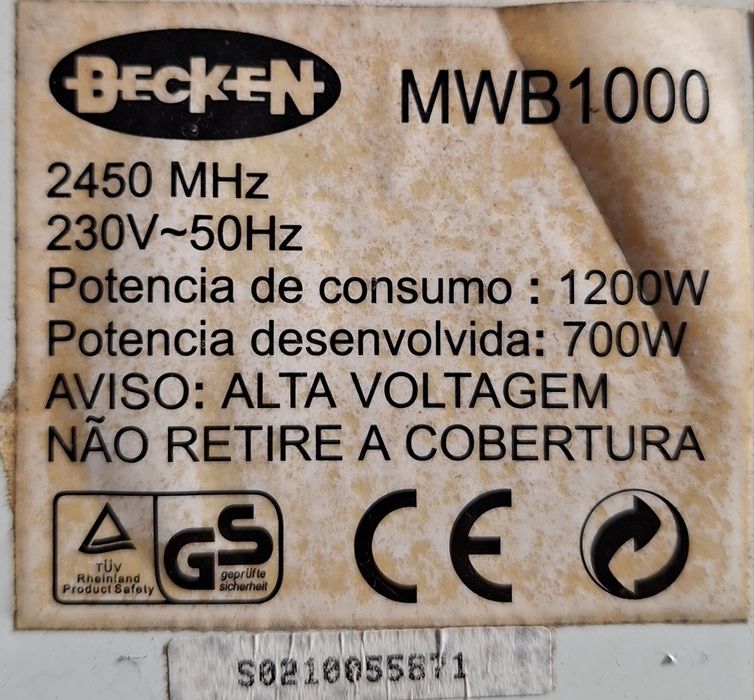 BECKEN MWB1000
2450 MHz
230V~50Hz
Potencia de consumo : 1200W
Potencia desenvolvida: 700W
AVISO: ALTA VOLTAGEM
NÃO RETIRE A COBERTURA
TÜV
Rheinland
Product Safety
GS
geprüfte
sicherheit
CE
S0210055871